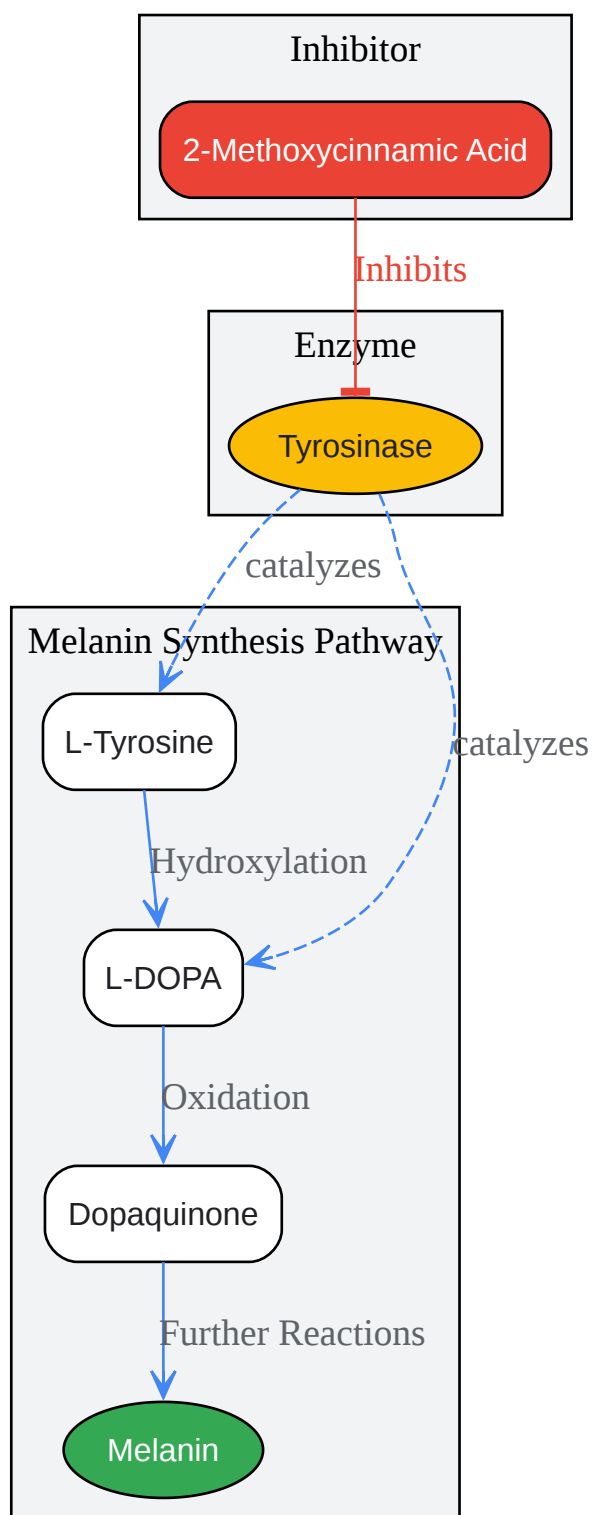 Inhibitor
2-Methoxycinnamic Acid
Inhibits
Enzyme
Tyrosinase
catalyzes
Melanin Synthesis Pathway
L-Tyrosine
catalyzes
Hydroxylation
L-DOPA
Oxidation
Dopaquinone
Further Reactions
Melanin